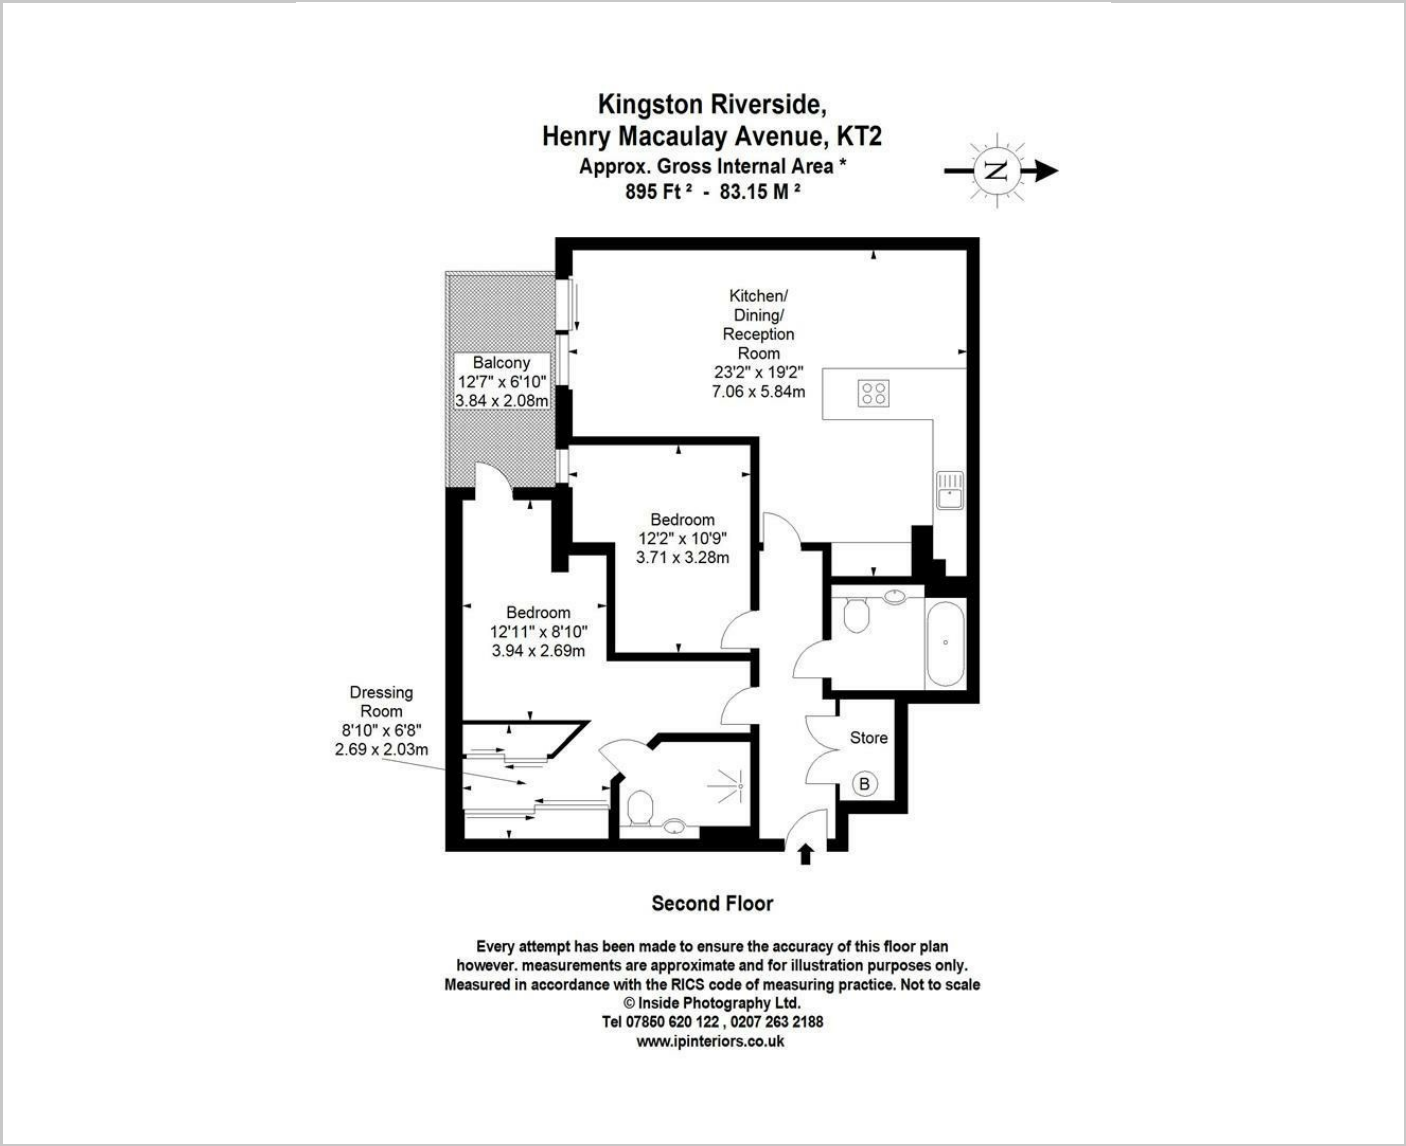 Kingston Riverside,
Henry Macaulay Avenue, KT2
Approx. Gross Internal Area *
895 Ft ² - 83.15 M ²
N
Kitchen/
Dining/
Reception
Room
23'2" x 19'2"
7.06 x 5.84m
Balcony
12'7" x 6'10"
3.84 x 2.08m
Bedroom
12'2" x 10'9"
3.71 x 3.28m
Bedroom
12'11" x 8'10"
3.94 x 2.69m
Dressing
Room
8'10" x 6'8"
2.69 x 2.03m
Store
B
Second Floor
Every attempt has been made to ensure the accuracy of this floor plan
however. measurements are approximate and for illustration purposes only.
Measured in accordance with the RICS code of measuring practice. Not to scale
© Inside Photography Ltd.
Tel 07850 620 122 , 0207 263 2188
www.ipinteriors.co.uk